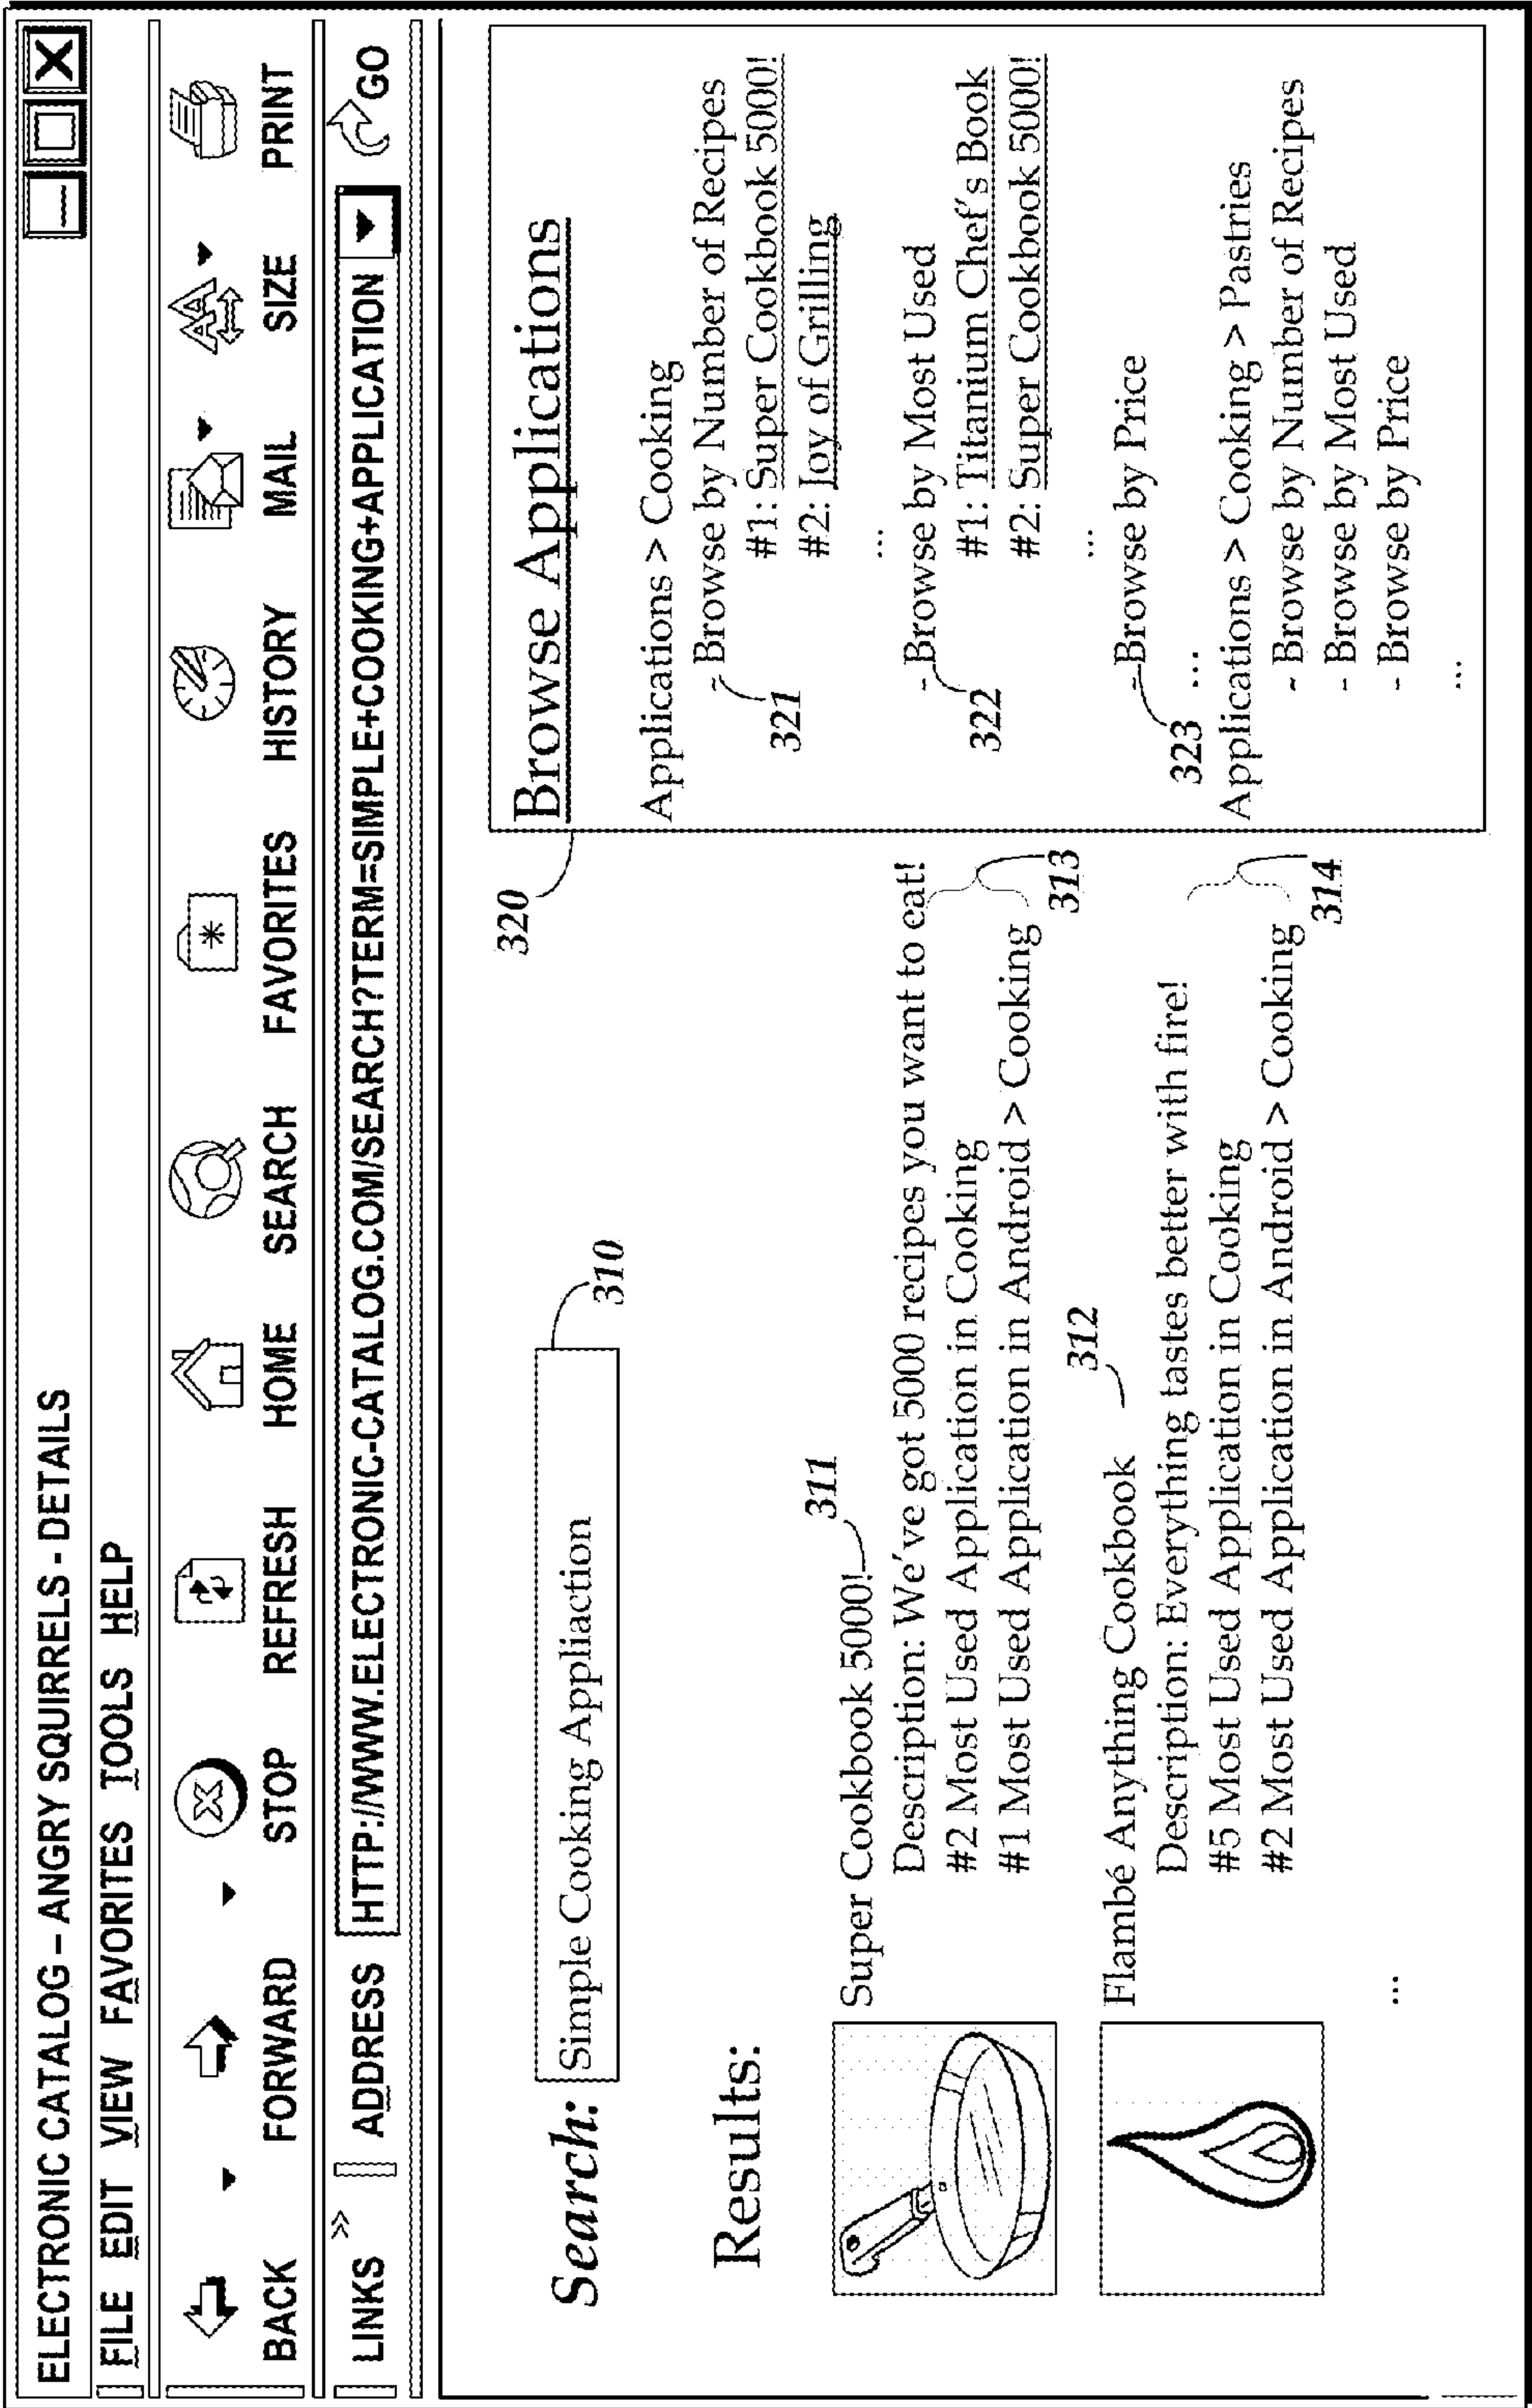 ELECTRONIC CATALOG – ANGRY SQUIRRELS - DETAILS
FILE EDIT VIEW FAVORITES TOOLS HELP
BACK FORWARD STOP REFRESH HOME SEARCH FAVORITES HISTORY MAIL SIZE PRINT
LINKS » ADDRESS HTTP://WWW.ELECTRONIC-CATALOG.COM/SEARCH?TERM=SIMPLE+COOKING+APPLICATION GO
Search: Simple Cooking Appliaction
310
Results:
Super Cookbook 5000!
311
Description: We've got 5000 recipes you want to eat!
#2 Most Used Application in Cooking
#1 Most Used Application in Android > Cooking
313
312
Flambé Anything Cookbook
Description: Everything tastes better with fire!
#5 Most Used Application in Cooking
#2 Most Used Application in Android > Cooking
314
...
320
Browse Applications
Applications > Cooking
- Browse by Number of Recipes
321
#1: Super Cookbook 5000!
#2: Joy of Grilling
...
- Browse by Most Used
322
#1: Titanium Chef's Book
#2: Super Cookbook 5000!
...
- Browse by Price
323
...
Applications > Cooking > Pastries
- Browse by Number of Recipes
- Browse by Most Used
- Browse by Price
...